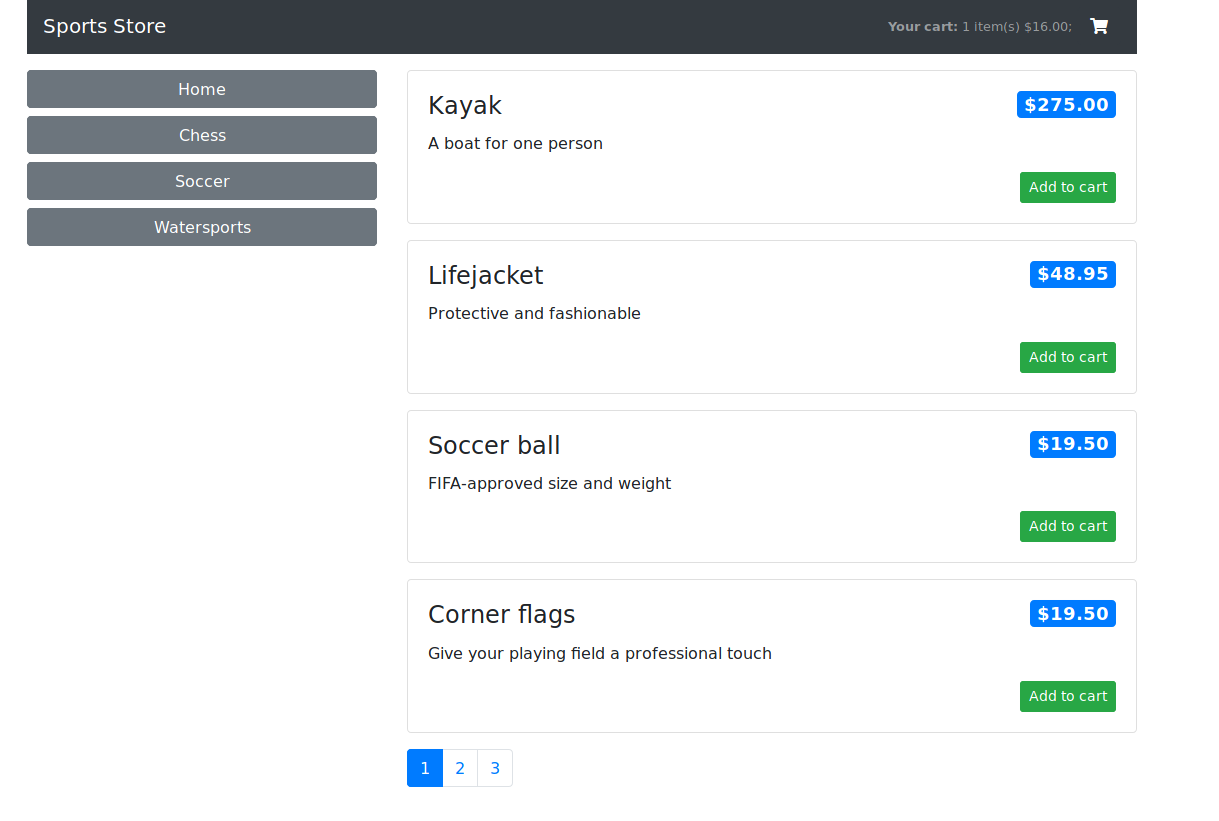 Sports Store
Your cart: 1 item(s) $16.00;
Home
Chess
Soccer
Watersports
Kayak
$275.00
A boat for one person
Add to cart
Lifejacket
$48.95
Protective and fashionable
Add to cart
Soccer ball
$19.50
FIFA-approved size and weight
Add to cart
Corner flags
$19.50
Give your playing field a professional touch
Add to cart
1 2 3